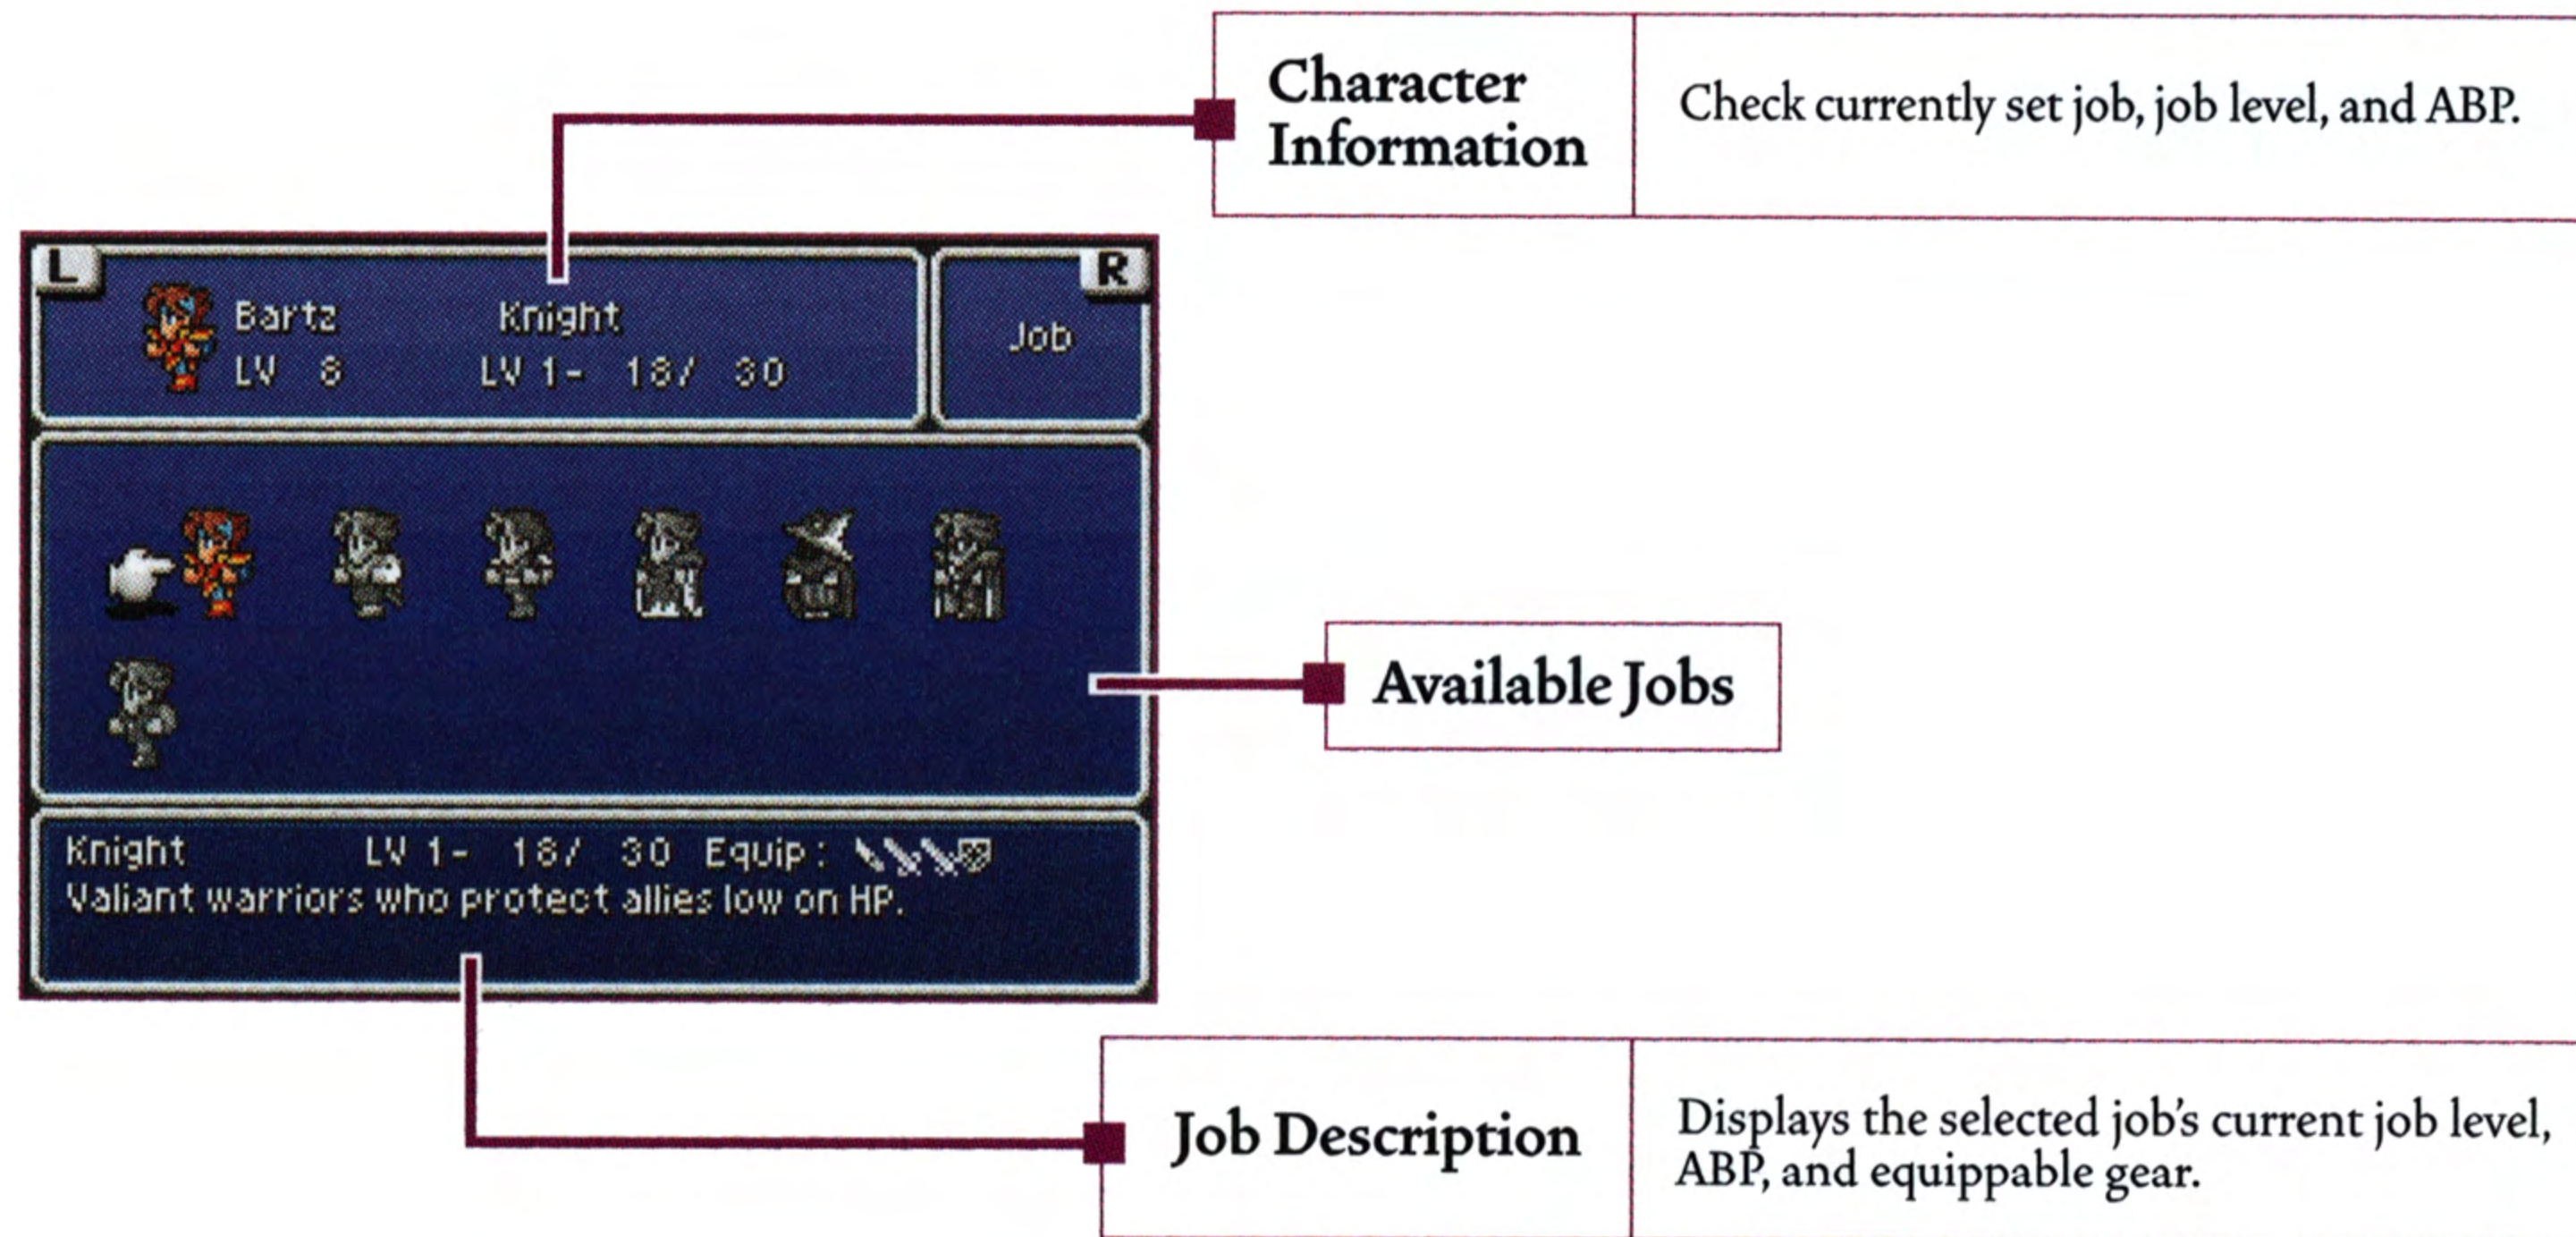 Character
Information
Check currently set job, job level, and ABP.
L
R
Bartz
Knight
LV 8
LV 1- 18/ 30
Job
Available Jobs
Knight LV 1- 18/ 30 Equip:
Valiant warriors who protect allies low on HP.
Job Description
Displays the selected job's current job level,
ABP, and equippable gear.